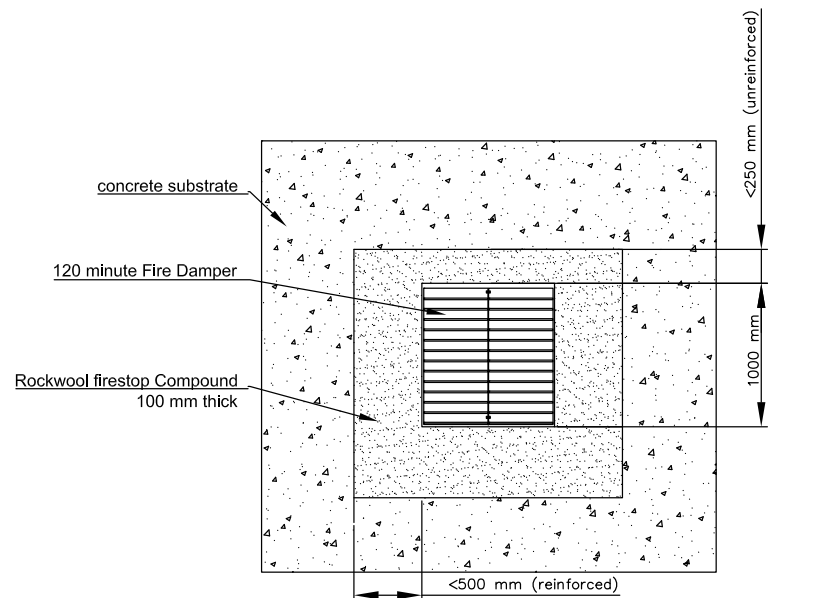 <250 mm (unreinforced)
concrete substrate
120 minute Fire Damper
1000 mm
Rockwool firestop Compound
100 mm thick
<500 mm (reinforced)